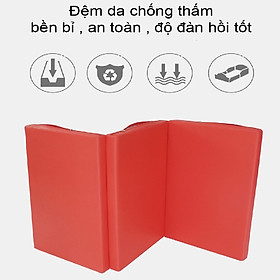 Đệm da chống thấm
bền bỉ , an toàn , độ đàn hồi tốt